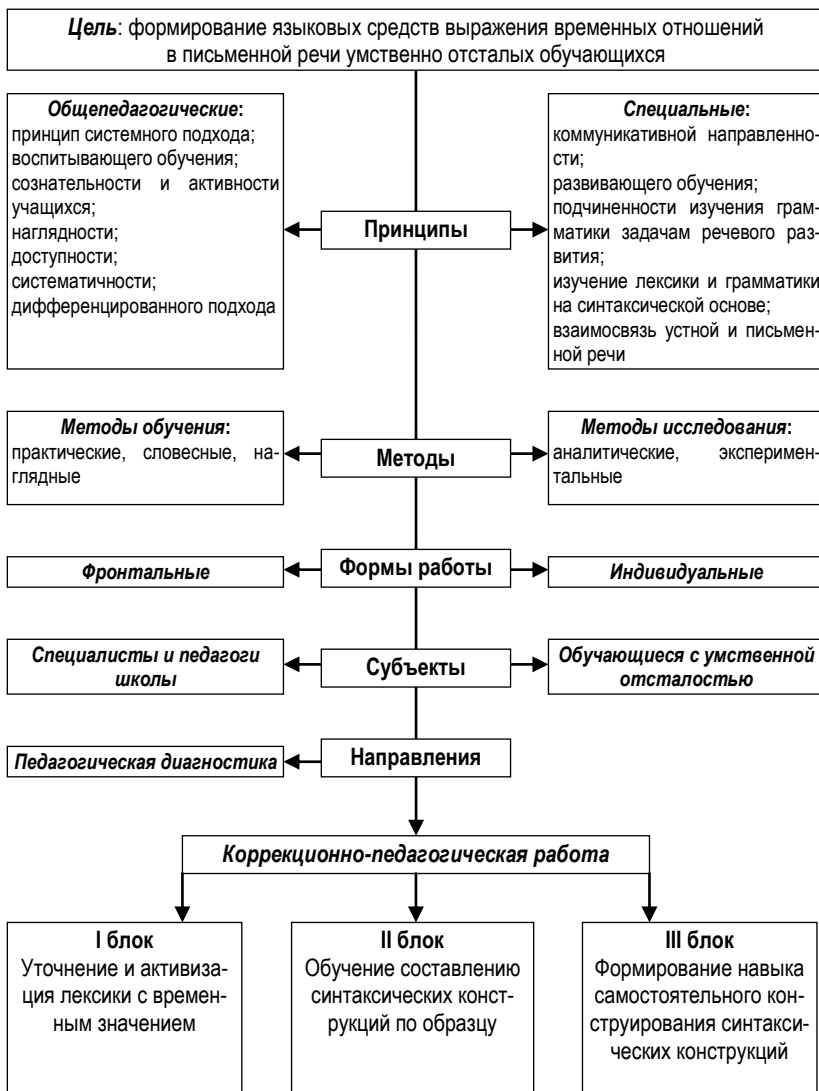 Цель: формирование языковых средств выражения временных отношений
в письменной речи умственно отсталых обучающихся
Общепедагогические:
принцип системного подхода;
воспитывающего обучения;
сознательности и активности
учащихся;
наглядности;
доступности;
систематичности;
дифференцированного подхода
Принципы
Специальные:
коммуникативной направленно-
сти;
развивающего обучения;
подчиненности изучения грам-
матики задачам речевого раз-
вития;
изучение лексики и грамматики
на синтаксической основе;
взаимосвязь устной и письмен-
ной речи
Методы обучения:
практические, словесные, на-
глядные
Методы
Методы исследования:
аналитические, эксперимен-
тальные
Фронтальные
Формы работы
Индивидуальные
Специалисты и педагоги
школы
Субъекты
Обучающиеся с умственной
отсталостью
Педагогическая диагностика
Направления
Коррекционно-педагогическая работа
I блок
Уточнение и активиза-
ция лексики с времен-
ным значением
II блок
Обучение составлению
синтаксических конст-
рукций по образцу
III блок
Формирование навыка
самостоятельного кон-
струирования синтакси-
ческих конструкций